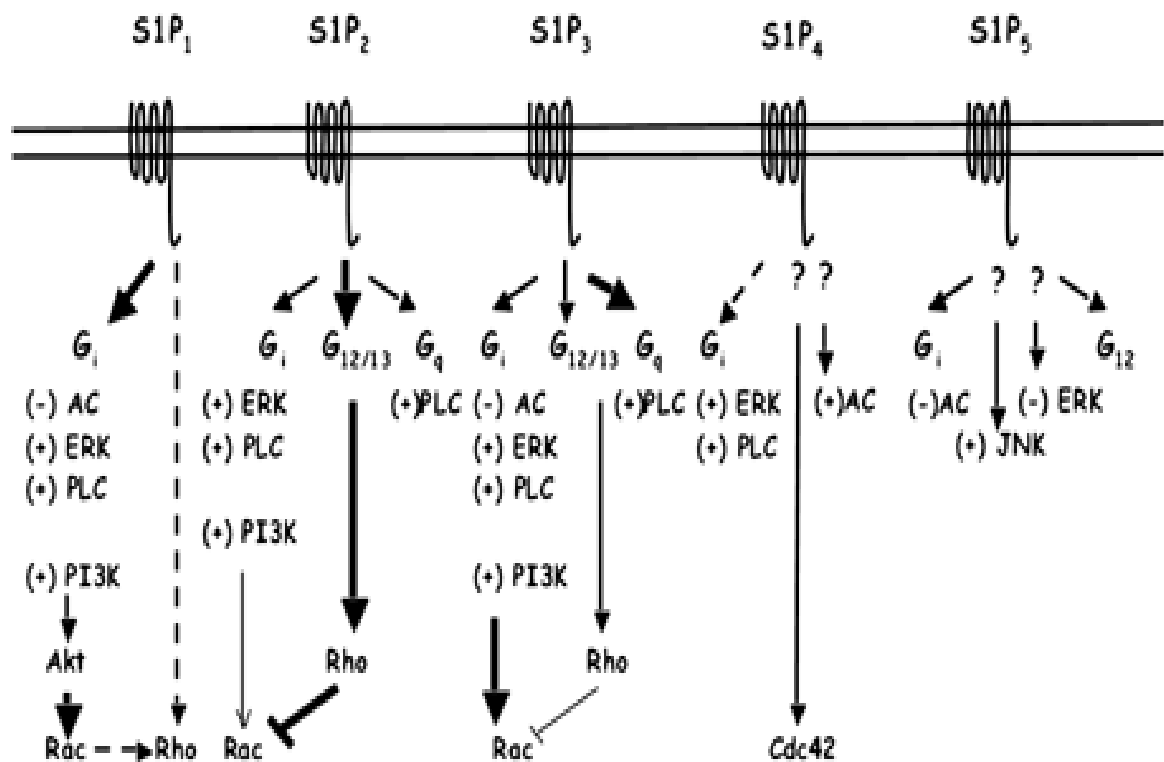 S1P1 S1P2 S1P3 S1P4 S1P5
? ? ? ?
Gi Gi G12/13 Gq Gi G12/13 Gq Gi Gi G12
(-) AC (+) ERK (+)PLC (-) AC (+)PLC (+) ERK (+)AC (-)AC (-) ERK
(+) ERK (+) PLC (+) ERK (+) PLC (+) JNK
(+) PLC (+) PLC
(+) PI3K
(+) PI3K (+) PI3K
Akt Rho Rho
Rac Rho Rac Rac Cdc42